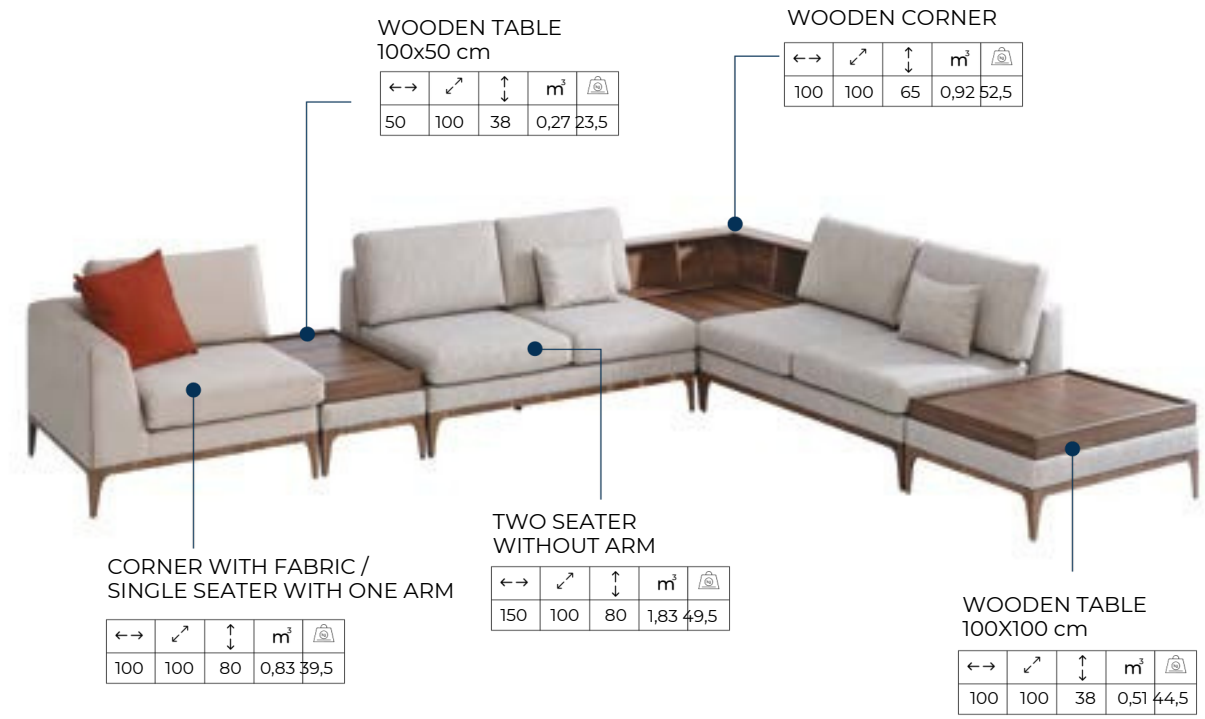 WOODEN TABLE
100x50 cm
←→ ↗ ↕ m³
50 100 38 0,27 23,5
WOODEN CORNER
←→ ↗ ↕ m³
100 100 65 0,92 52,5
CORNER WITH FABRIC /
SINGLE SEATER WITH ONE ARM
←→ ↗ ↕ m³
100 100 80 0,83 39,5
TWO SEATER
WITHOUT ARM
←→ ↗ ↕ m³
150 100 80 1,83 49,5
WOODEN TABLE
100X100 cm
←→ ↗ ↕ m³
100 100 38 0,51 44,5